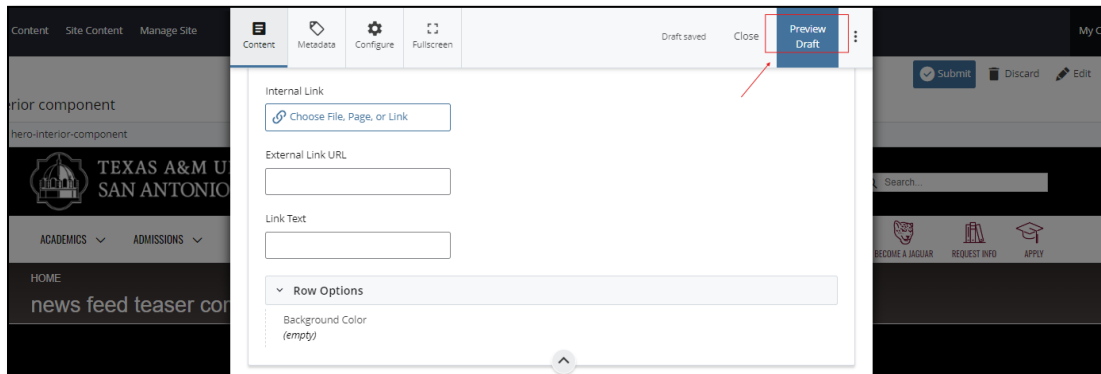 Content Site Content Manage Site
Content
Metadata
Configure
Fullscreen
Draft saved
Close
Preview Draft
My C
Submit
Discard
Edit
erior component
hero-interior-component
Internal Link
Choose File, Page, or Link
External Link URL
Link Text
TEXAS A&M U
SAN ANTONIO
Search...
ACADEMICS
ADMISSIONS
BECOME A JAGUAR
REQUEST INFO
APPLY
HOME
news feed teaser cor
Row Options
Background Color
(empty)